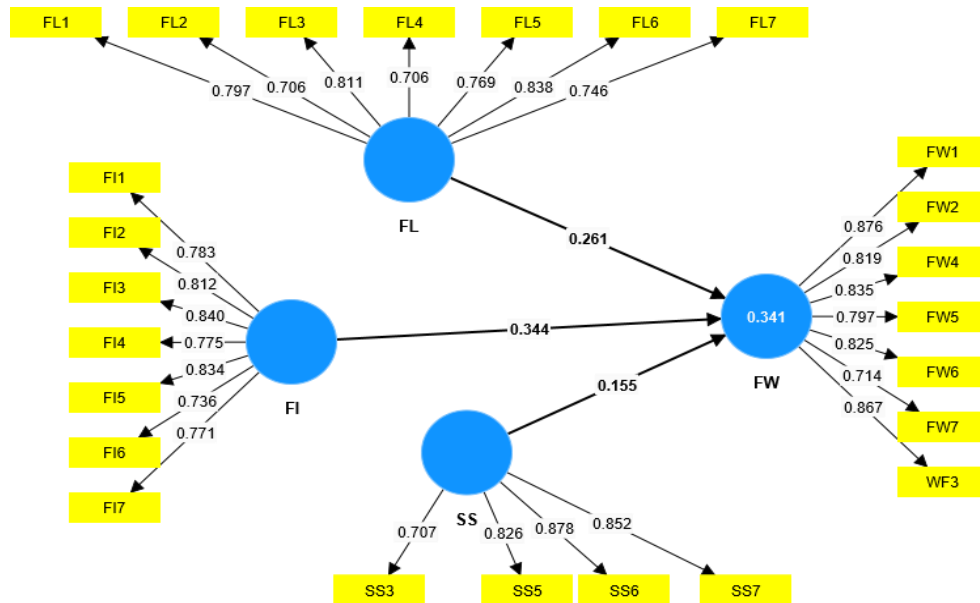 FL1
FL2
FL3
FL4
FL5
FL6
FL7
0.797
0.706
0.811
0.706
0.769
0.838
0.746
FL
FI1
FI2
FI3
FI4
FI5
FI6
FI7
0.783
0.812
0.840
0.775
0.834
0.736
0.771
FI
0.261
0.344
0.155
0.341
FW
FW1
FW2
FW4
FW5
FW6
FW7
WF3
0.876
0.819
0.835
0.797
0.825
0.714
0.867
SS
0.707
0.826
0.878
0.852
SS3
SS5
SS6
SS7